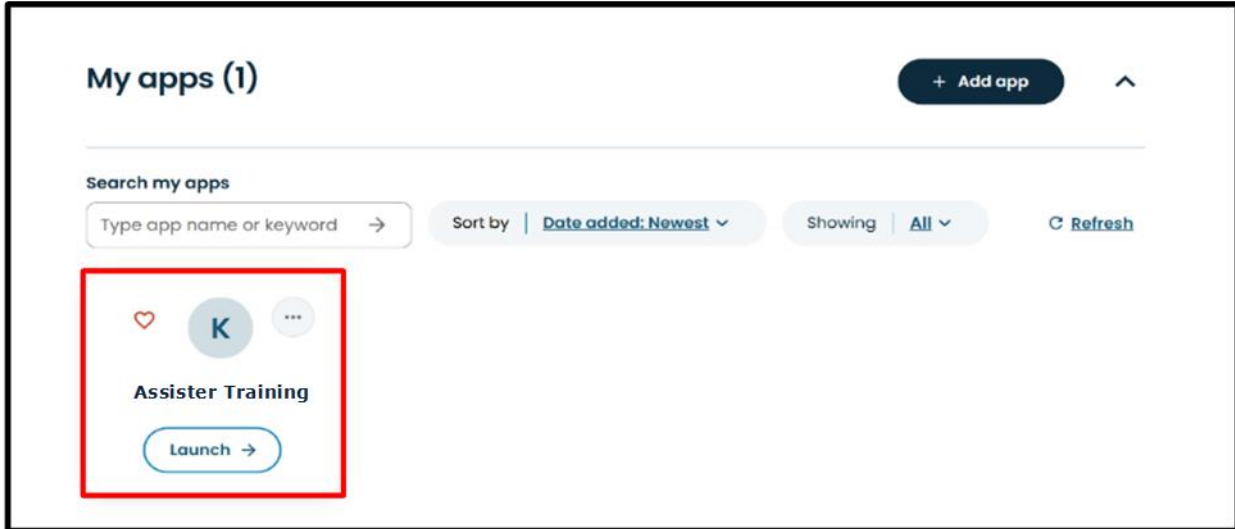 My apps (1)
+ Add app
Search my apps
Type app name or keyword →
Sort by | Date added: Newest
Showing | All
Refresh
K
...
Assister Training
Launch →